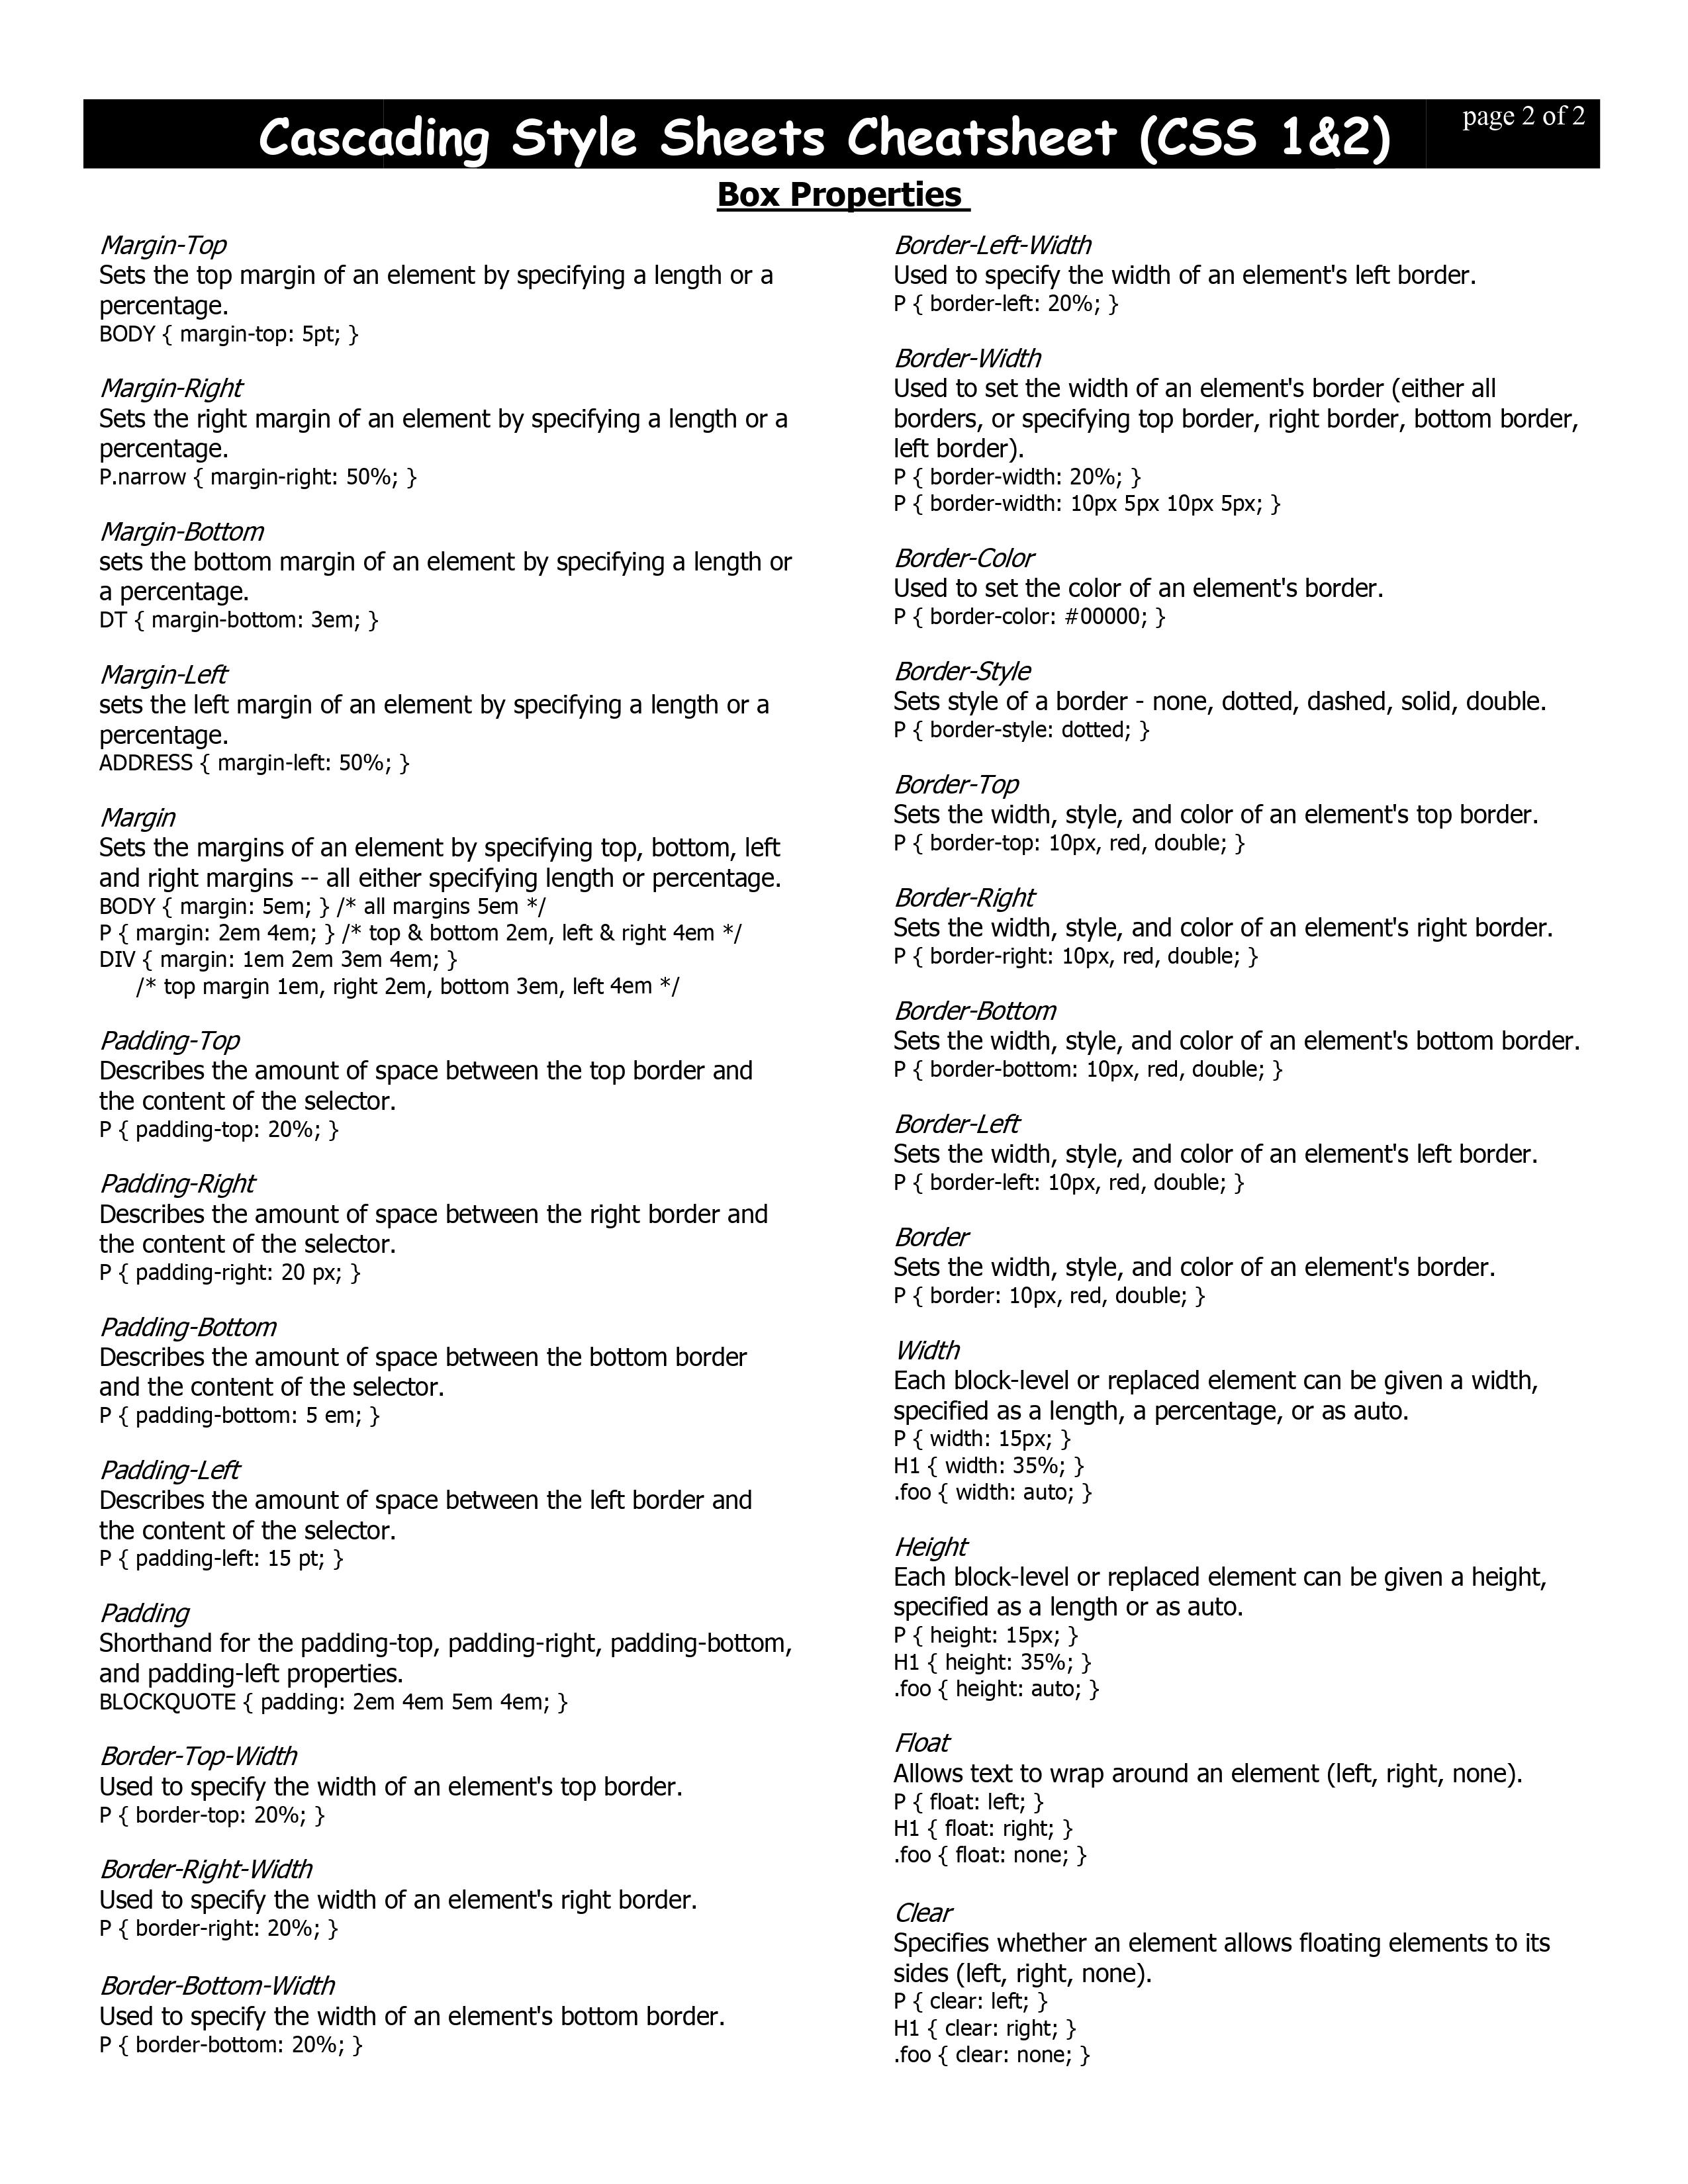 Cascading Style Sheets Cheatsheet (CSS 1&2)
page 2 of 2
Box Properties
Margin-Top
Sets the top margin of an element by specifying a length or a
percentage.
BODY { margin-top: 5pt; }
Margin-Right
Sets the right margin of an element by specifying a length or a
percentage.
P.narrow { margin-right: 50%; }
Margin-Bottom
sets the bottom margin of an element by specifying a length or
a percentage.
DT { margin-bottom: 3em; }
Margin-Left
sets the left margin of an element by specifying a length or a
percentage.
ADDRESS { margin-left: 50%; }
Margin
Sets the margins of an element by specifying top, bottom, left
and right margins -- all either specifying length or percentage.
BODY { margin: 5em; } /* all margins 5em */
P { margin: 2em 4em; } /* top & bottom 2em, left & right 4em */
DIV { margin: 1em 2em 3em 4em; }
/* top margin 1em, right 2em, bottom 3em, left 4em */
Padding-Top
Describes the amount of space between the top border and
the content of the selector.
P { padding-top: 20%; }
Padding-Right
Describes the amount of space between the right border and
the content of the selector.
P { padding-right: 20 px; }
Padding-Bottom
Describes the amount of space between the bottom border
and the content of the selector.
P { padding-bottom: 5 em; }
Padding-Left
Describes the amount of space between the left border and
the content of the selector.
P { padding-left: 15 pt; }
Padding
Shorthand for the padding-top, padding-right, padding-bottom,
and padding-left properties.
BLOCKQUOTE { padding: 2em 4em 5em 4em; }
Border-Top-Width
Used to specify the width of an element's top border.
P { border-top: 20%; }
Border-Right-Width
Used to specify the width of an element's right border.
P { border-right: 20%; }
Border-Bottom-Width
Used to specify the width of an element's bottom border.
P { border-bottom: 20%; }
Border-Left-Width
Used to specify the width of an element's left border.
P { border-left: 20%; }
Border-Width
Used to set the width of an element's border (either all
borders, or specifying top border, right border, bottom border,
left border).
P { border-width: 20%; }
P { border-width: 10px 5px 10px 5px; }
Border-Color
Used to set the color of an element's border.
P { border-color: #00000; }
Border-Style
Sets style of a border - none, dotted, dashed, solid, double.
P { border-style: dotted; }
Border-Top
Sets the width, style, and color of an element's top border.
P { border-top: 10px, red, double; }
Border-Right
Sets the width, style, and color of an element's right border.
P { border-right: 10px, red, double; }
Border-Bottom
Sets the width, style, and color of an element's bottom border.
P { border-bottom: 10px, red, double; }
Border-Left
Sets the width, style, and color of an element's left border.
P { border-left: 10px, red, double; }
Border
Sets the width, style, and color of an element's border.
P { border: 10px, red, double; }
Width
Each block-level or replaced element can be given a width,
specified as a length, a percentage, or as auto.
P { width: 15px; }
H1 { width: 35%; }
.foo { width: auto; }
Height
Each block-level or replaced element can be given a height,
specified as a length or as auto.
P { height: 15px; }
H1 { height: 35%; }
.foo { height: auto; }
Float
Allows text to wrap around an element (left, right, none).
P { float: left; }
H1 { float: right; }
.foo { float: none; }
Clear
Specifies whether an element allows floating elements to its
sides (left, right, none).
P { clear: left; }
H1 { clear: right; }
.foo { clear: none; }